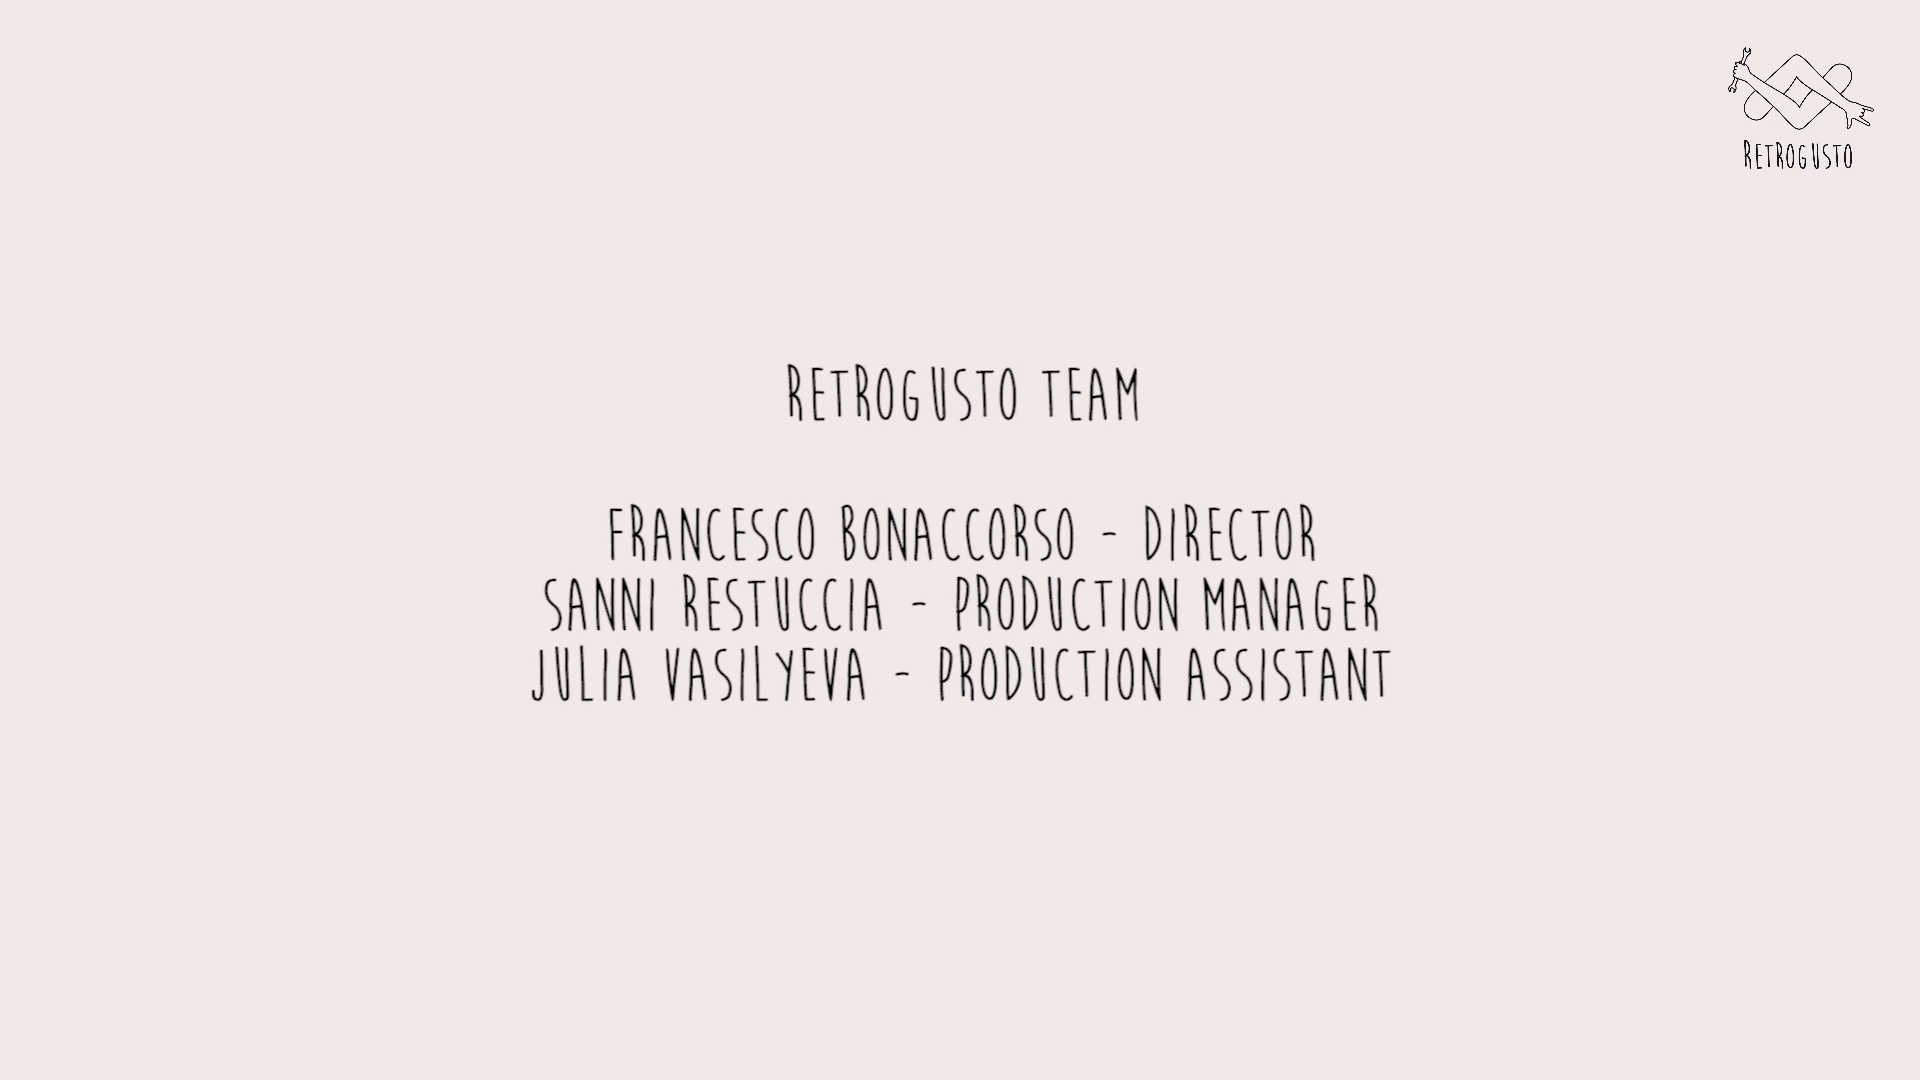 RETROGUSTO
RETROGUSTO TEAM
FRANCESCO BONACCORSO - DIRECTOR
SANNI RESTUCCIA - PRODUCTION MANAGER
JULIA VASILYEVA - PRODUCTION ASSISTANT